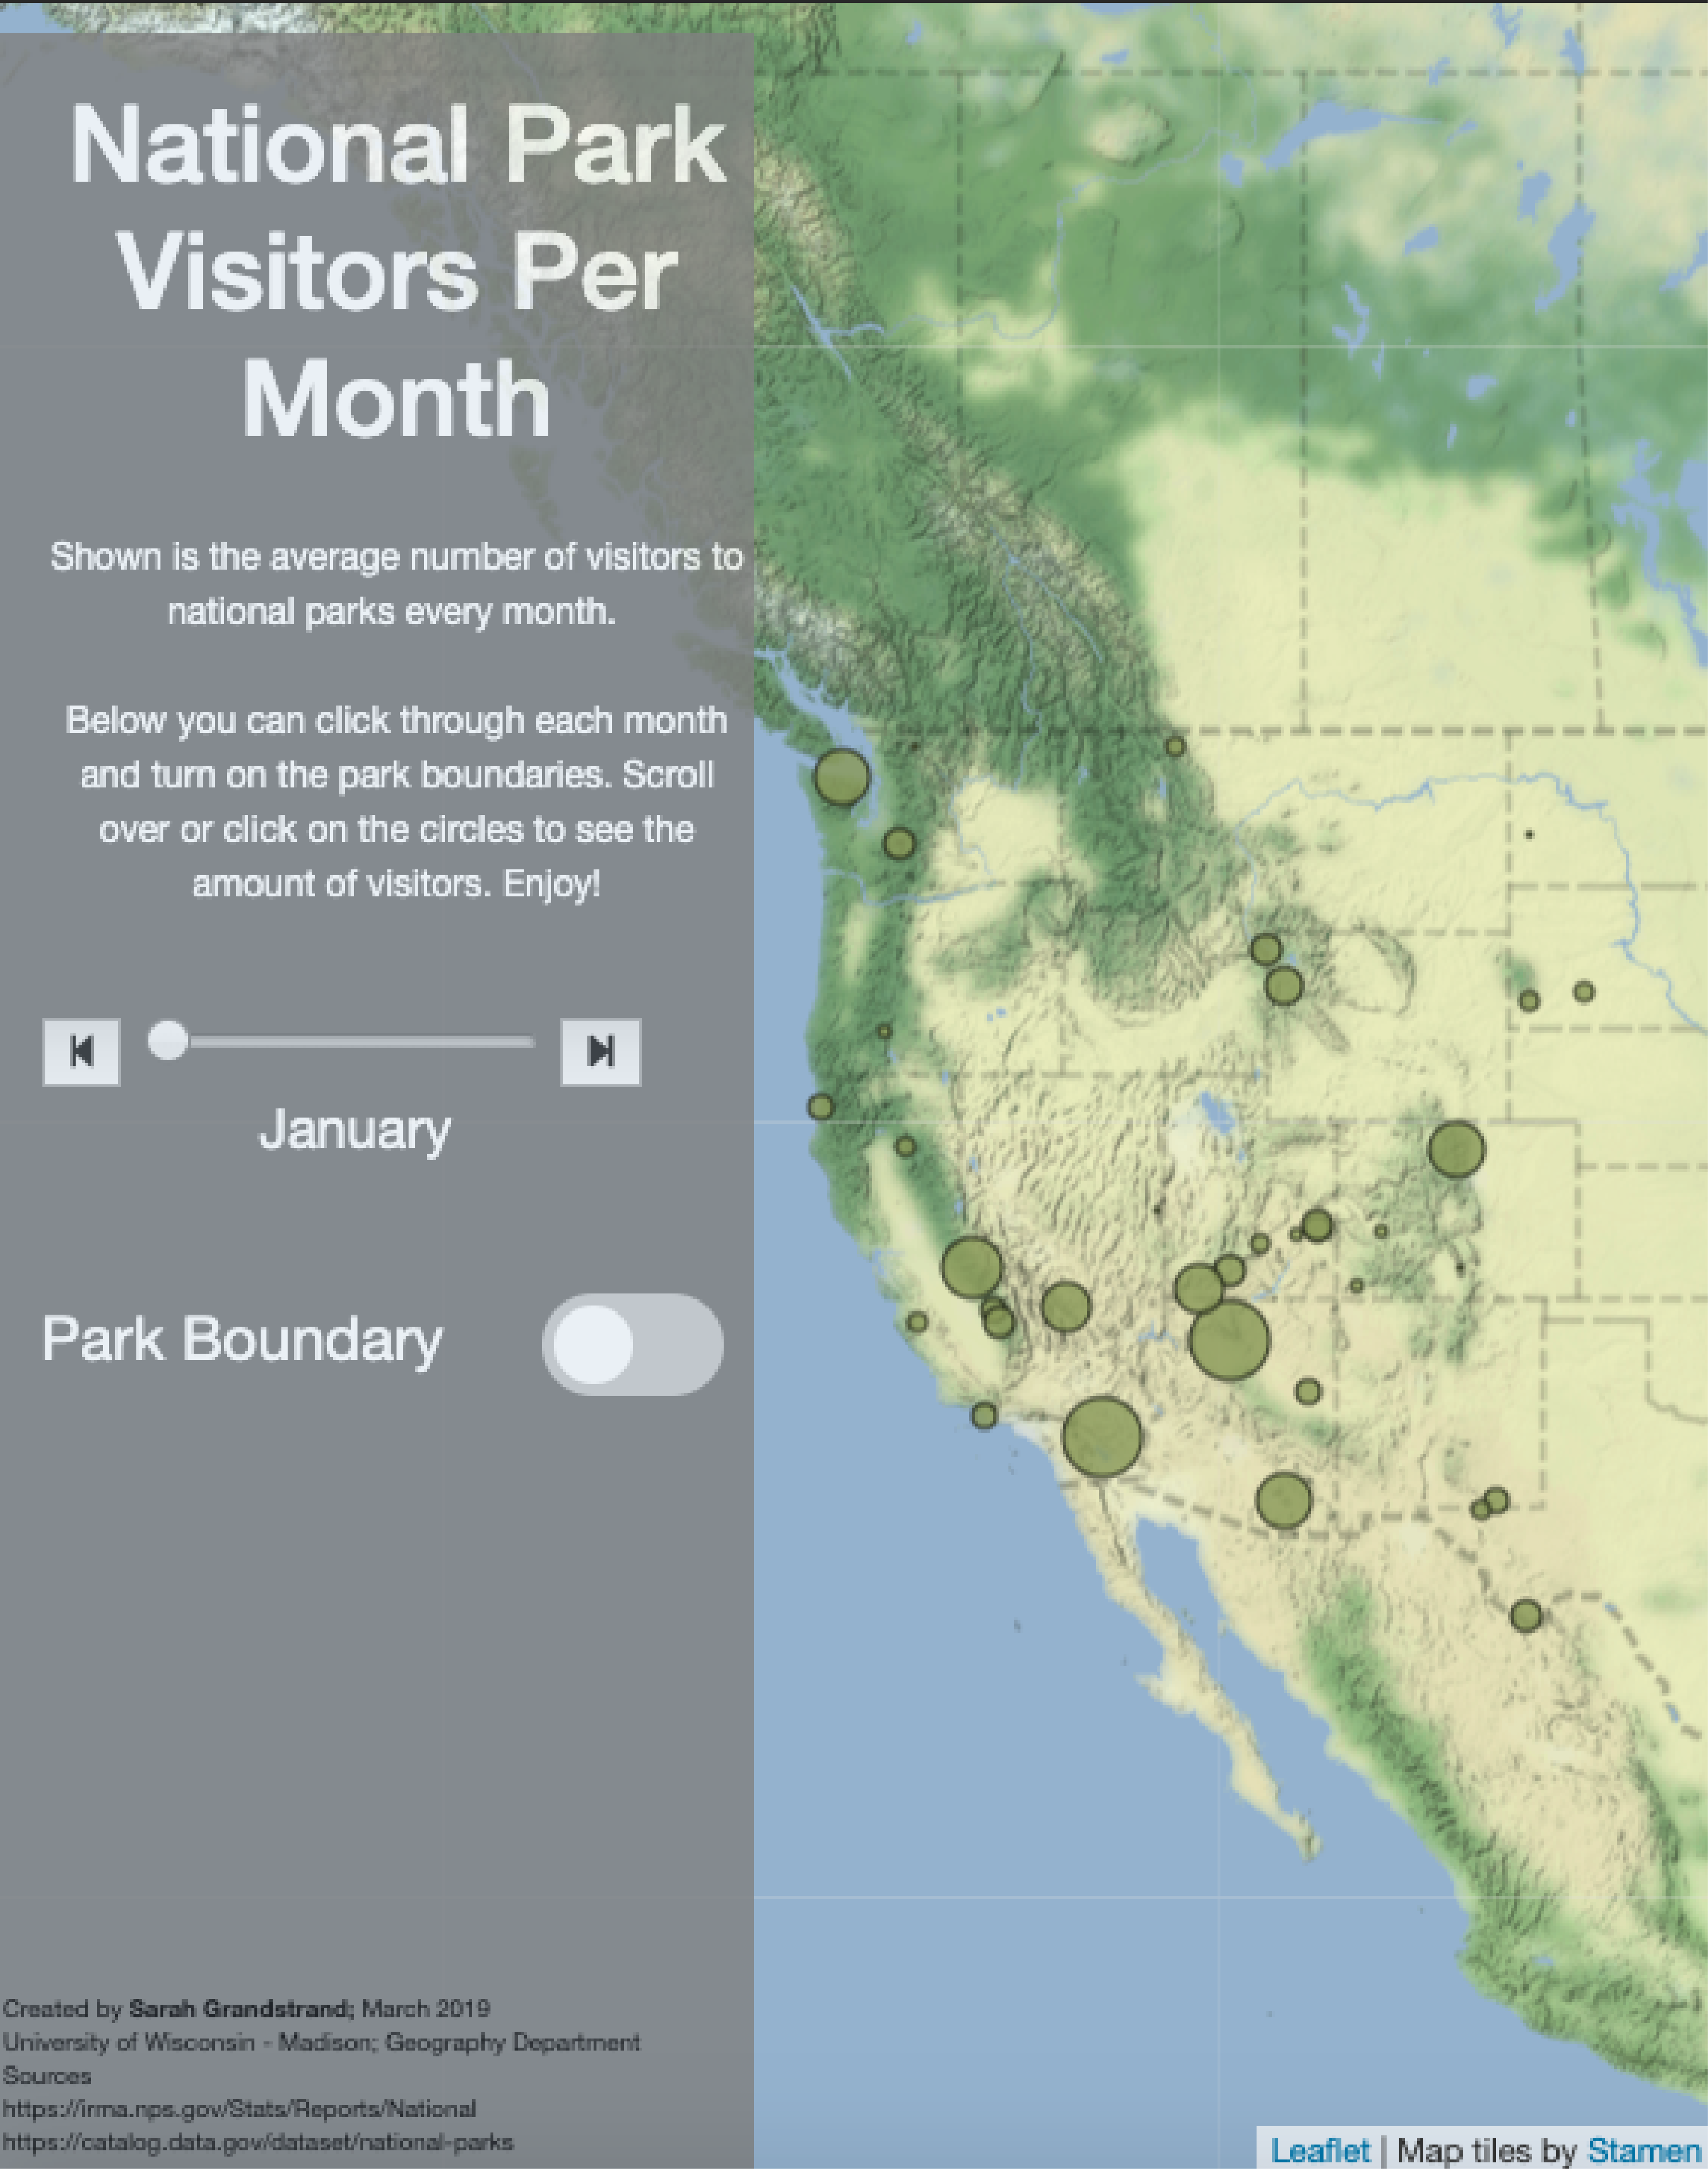 National Park
Visitors Per
Month
Shown is the average number of visitors to
national parks every month.
Below you can click through each month
and turn on the park boundaries. Scroll
over or click on the circles to see the
amount of visitors. Enjoy!
January
Park Boundary
Created by Sarah Grandstrand; March 2019
University of Wisconsin - Madison; Geography Department
Sources
https://irma.nps.gov/Stats/Reports/National
https://catalog.data.gov/dataset/national-parks
Leaflet | Map tiles by Stamen